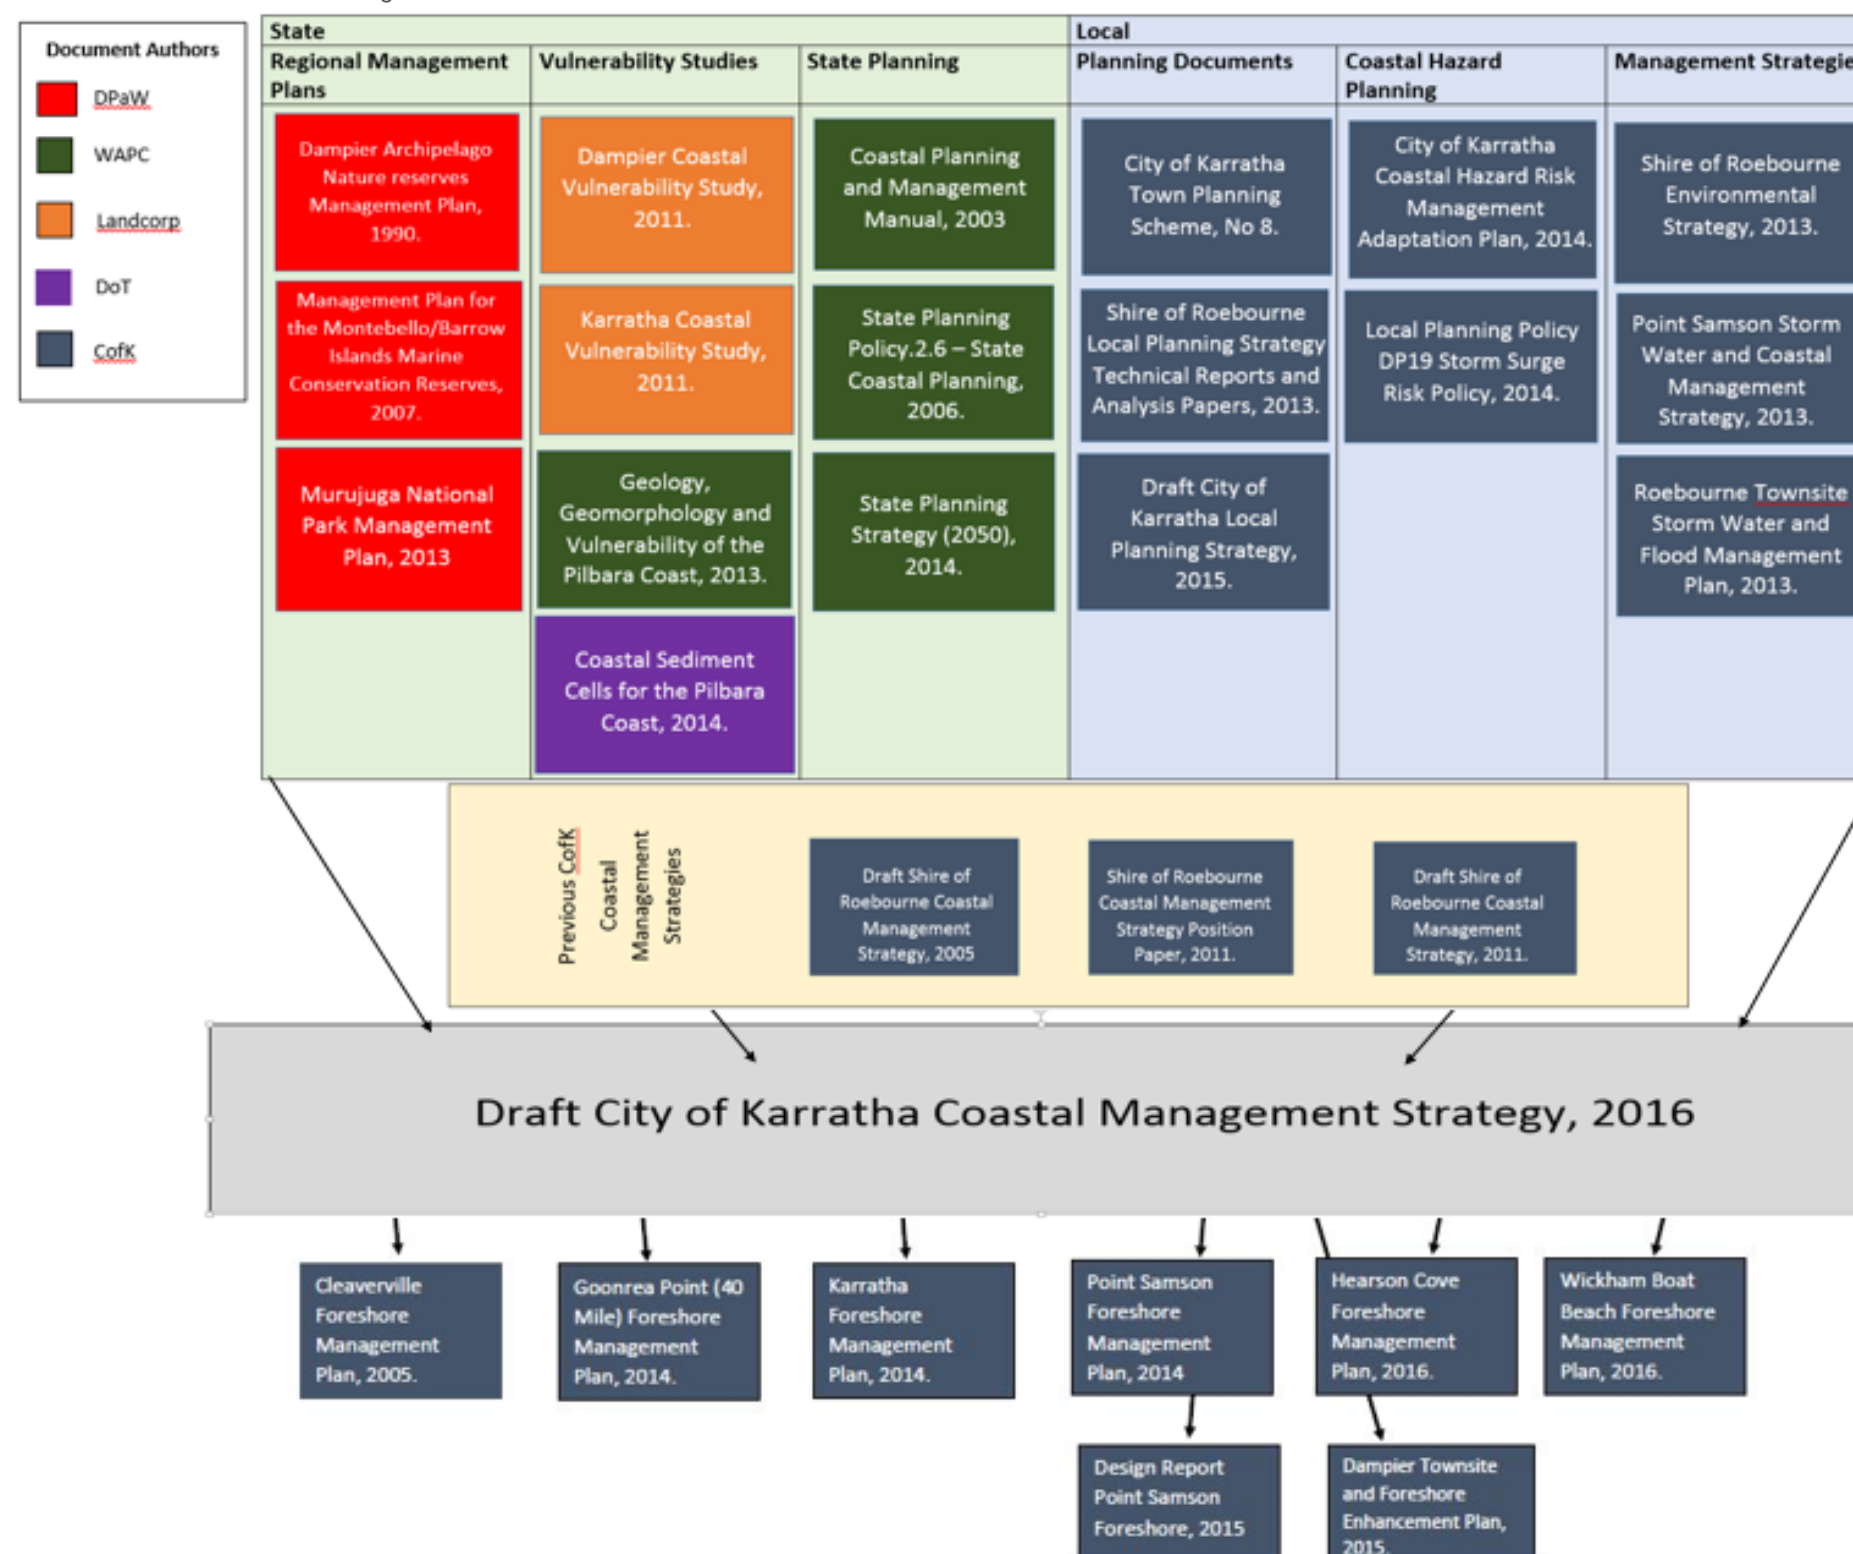 Document Authors
DPaW
WAPC
Landcorp
DoT
CofK
State
Local
Regional Management
Plans
Vulnerability Studies
State Planning
Planning Documents
Coastal Hazard
Planning
Management Strategie
Dampier Archipelago
Nature reserves
Management Plan,
1990.
Dampier Coastal
Vulnerability Study,
2011.
Coastal Planning
and Management
Manual, 2003
City of Karratha
Town Planning
Scheme, No 8.
City of Karratha
Coastal Hazard Risk
Management
Adaptation Plan, 2014.
Shire of Roebourne
Environmental
Strategy, 2013.
Management Plan for
the Montebello/Barrow
Islands Marine
Conservation Reserves,
2007.
Karratha Coastal
Vulnerability Study,
2011.
State Planning
Policy.2.6 – State
Coastal Planning,
2006.
Shire of Roebourne
Local Planning Strategy
Technical Reports and
Analysis Papers, 2013.
Local Planning Policy
DP19 Storm Surge
Risk Policy, 2014.
Point Samson Storm
Water and Coastal
Management
Strategy, 2013.
Murujuga National
Park Management
Plan, 2013
Geology,
Geomorphology and
Vulnerability of the
Pilbara Coast, 2013.
State Planning
Strategy (2050),
2014.
Draft City of
Karratha Local
Planning Strategy,
2015.
Roebourne Townsite
Storm Water and
Flood Management
Plan, 2013.
Coastal Sediment
Cells for the Pilbara
Coast, 2014.
Previous CofK
Coastal
Management
Strategies
Draft Shire of
Roebourne Coastal
Management
Strategy, 2005
Shire of Roebourne
Coastal Management
Strategy Position
Paper, 2011.
Draft Shire of
Roebourne Coastal
Management
Strategy, 2011.
Draft City of Karratha Coastal Management Strategy, 2016
Cleaverville
Foreshore
Management
Plan, 2005.
Goonrea Point (40
Mile) Foreshore
Management
Plan, 2014.
Karratha
Foreshore
Management
Plan, 2014.
Point Samson
Foreshore
Management
Plan, 2014
Hearson Cove
Foreshore
Management
Plan, 2016.
Wickham Boat
Beach Foreshore
Management
Plan, 2016.
Design Report
Point Samson
Foreshore, 2015
Dampier Townsite
and Foreshore
Enhancement Plan,
2015.